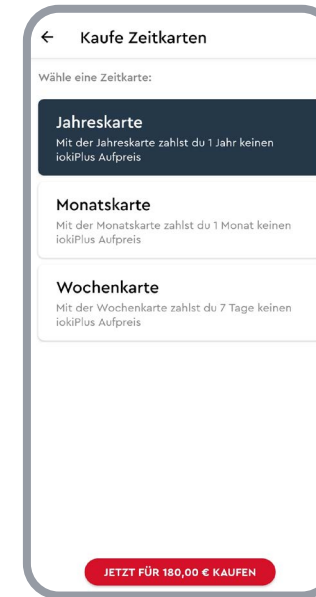 Kaufe Zeitkarten
Wähle eine Zeitkarte:
Jahreskarte
Mit der Jahreskarte zahlst du 1 Jahr keinen
iokiPlus Aufpreis
Monatskarte
Mit der Monatskarte zahlst du 1 Monat keinen
iokiPlus Aufpreis
Wochenkarte
Mit der Wochenkarte zahlst du 7 Tage keinen
iokiPlus Aufpreis
JETZT FÜR 180,00 € KAUFEN